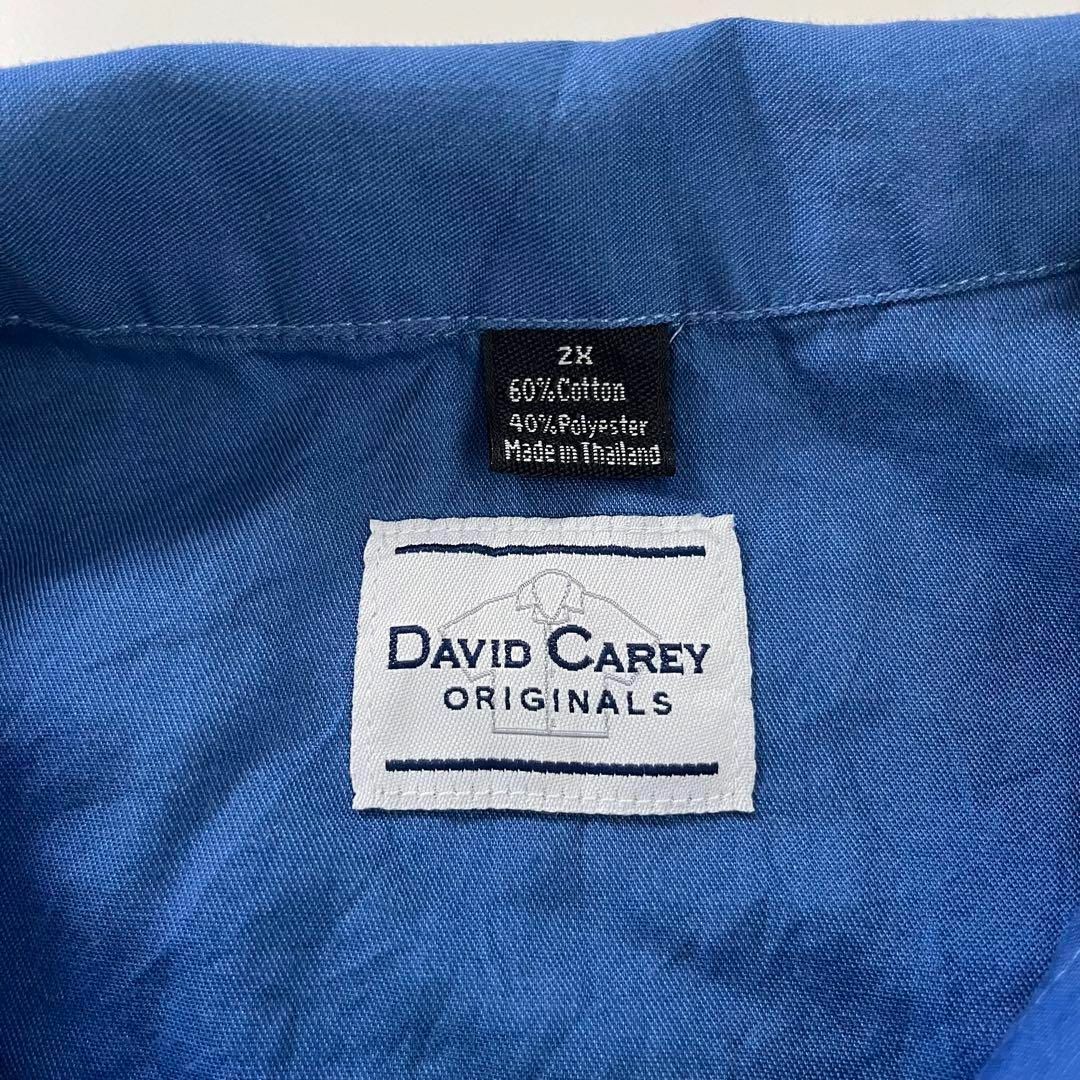 2X
60%Cotton
40%Polyester
Made in Thailand
DAVID CAREY
ORIGINALS